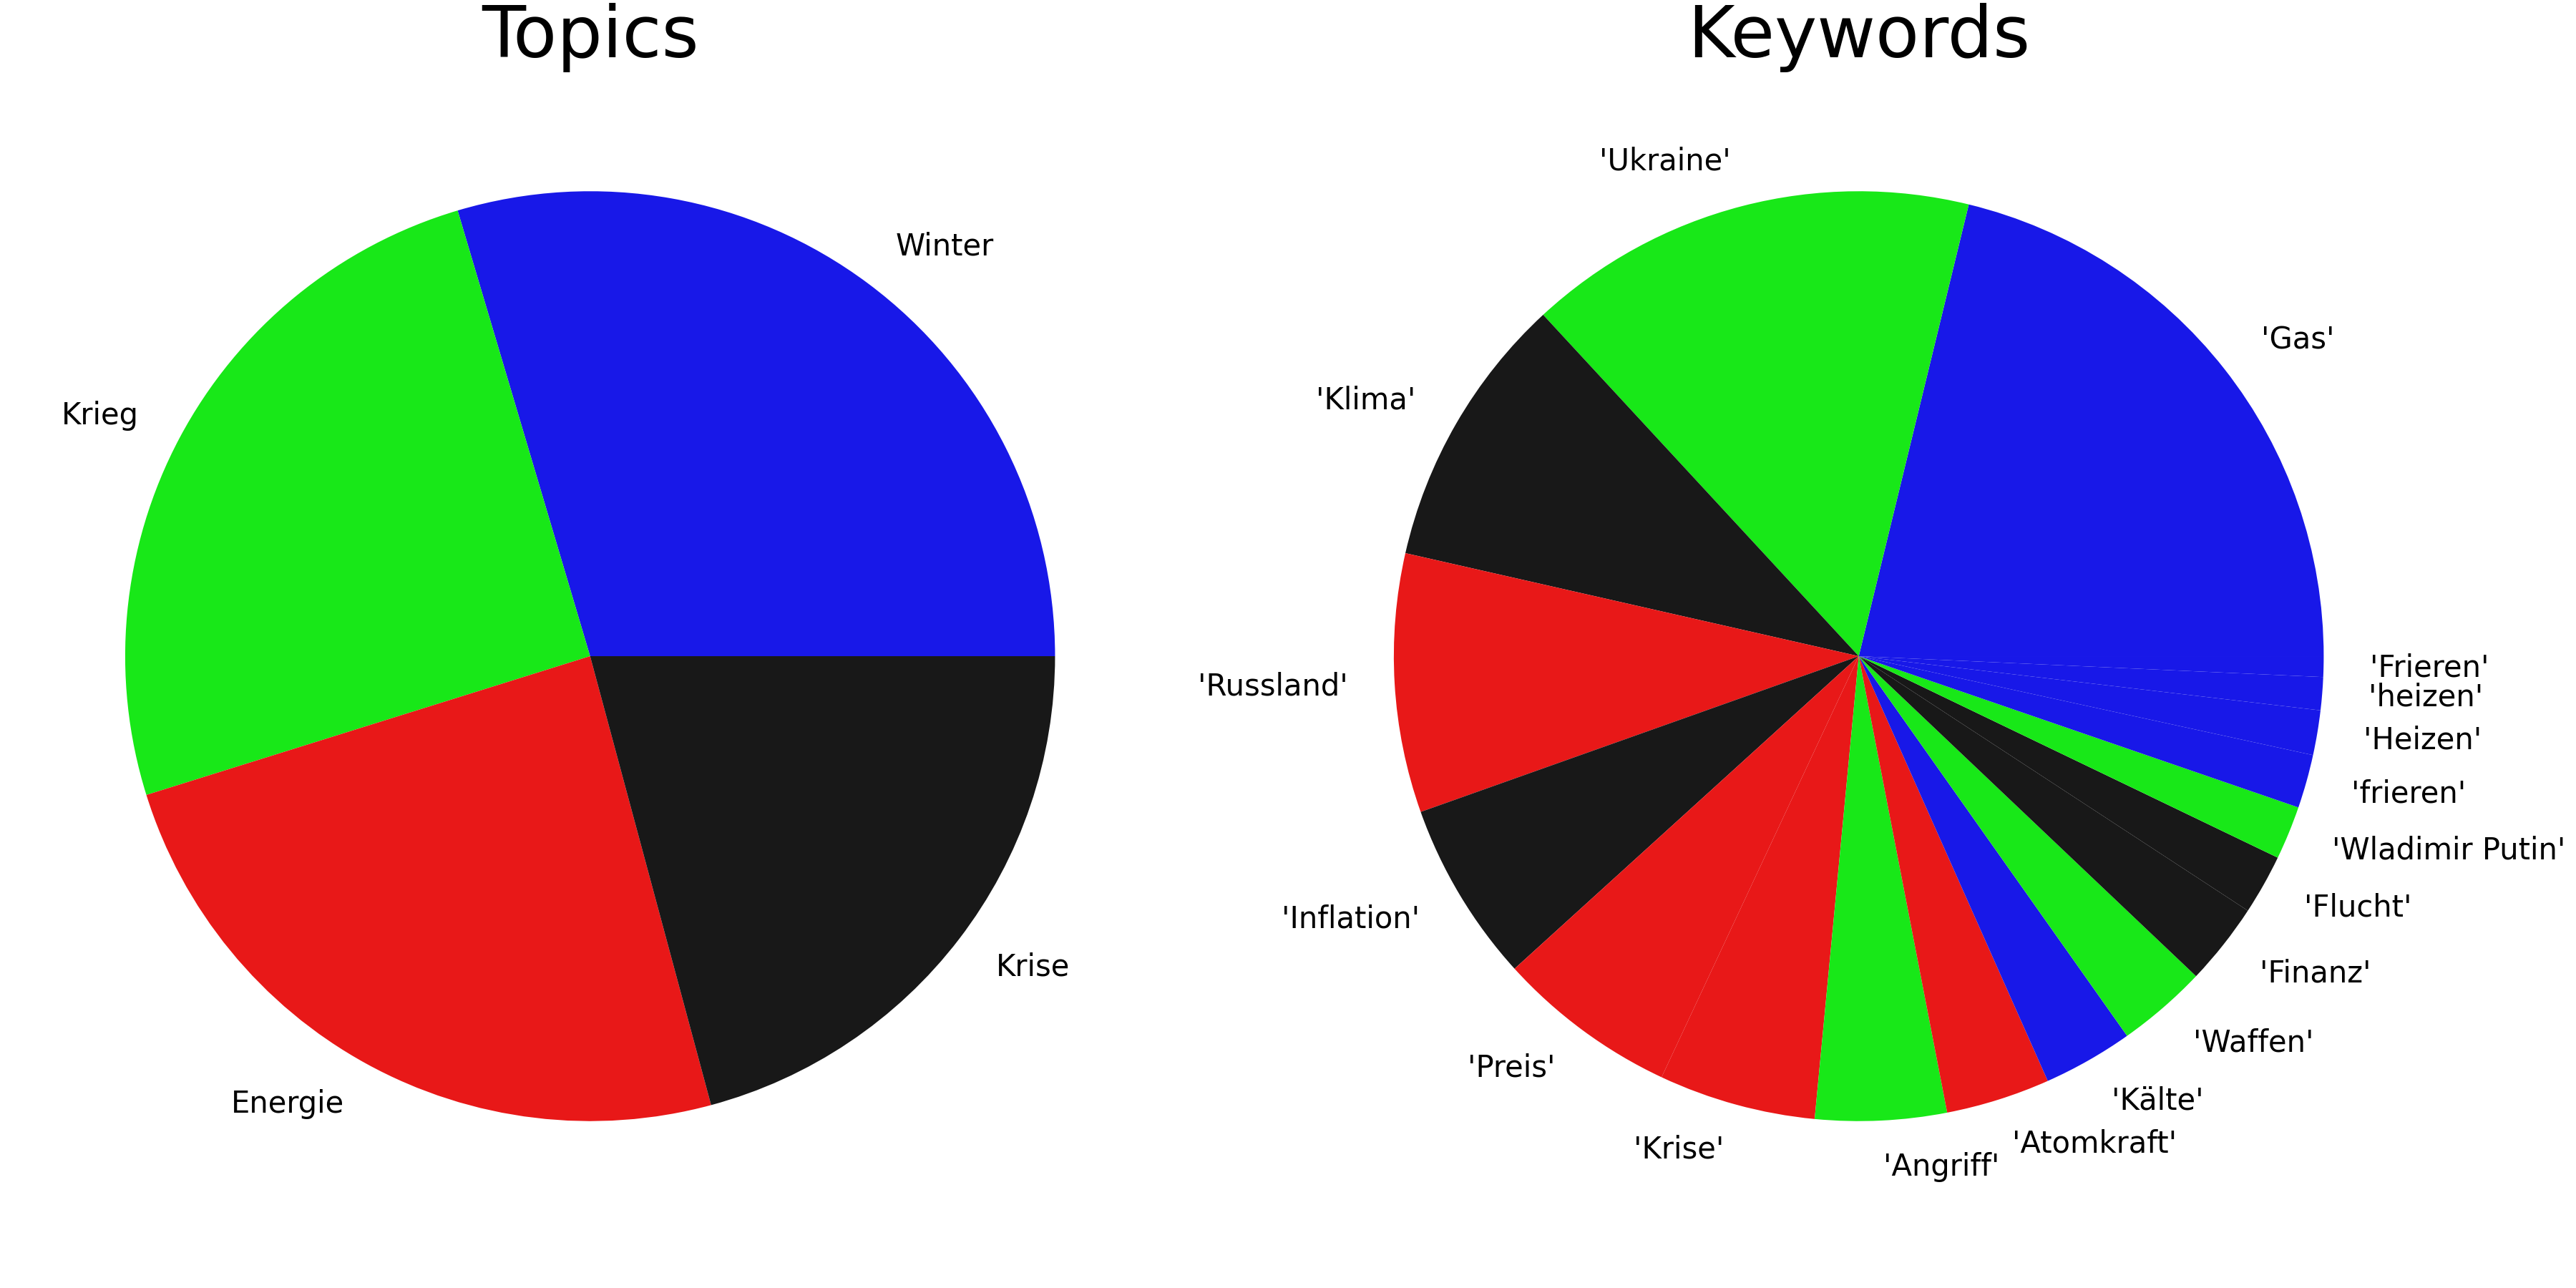 Topics
Winter
Krieg
Energie
Krise
Keywords
'Ukraine'
'Gas'
'Klima'
'Russland'
'Inflation'
'Preis'
'Krise'
'Angriff'
'Atomkraft'
'Kälte'
'Waffen'
'Finanz'
'Flucht'
'Wladimir Putin'
'frieren'
'Heizen'
'heizen'
'Frieren'